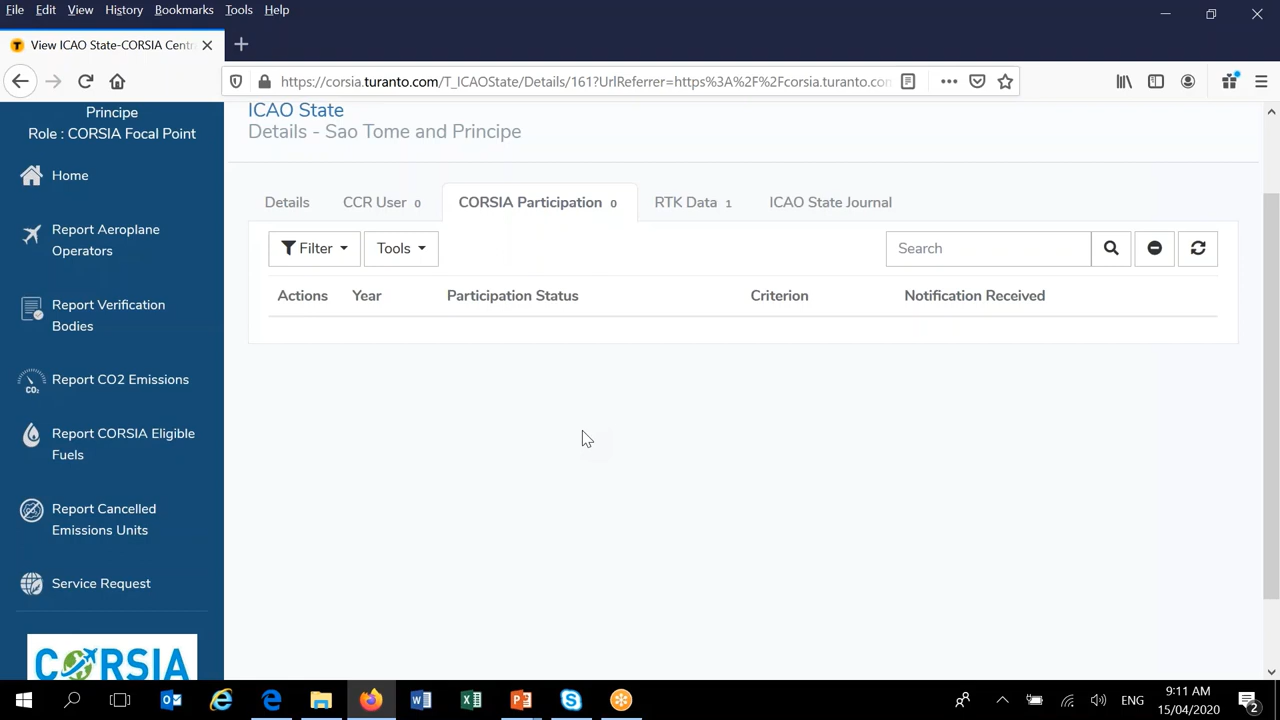 File Edit View History Bookmarks Tools Help
View ICAO State-CORSIA Centr
https://corsia.turanto.com/T_ICAOState/Details/161?UrlReferrer=https%3A%2F%2Fcorsia.turanto.co
Principe
Role : CORSIA Focal Point
Home
Report Aeroplane
Operators
Report Verification
Bodies
CO₂
Report CO2 Emissions
Report CORSIA Eligible
Fuels
Report Cancelled
Emissions Units
Service Request
CORSIA
ICAO State
Details - Sao Tome and Principe
Details CCR User 0 CORSIA Participation 0 RTK Data 1 ICAO State Journal
Filter Tools Search
Actions Year Participation Status Criterion Notification Received
ENG
9:11 AM
15/04/2020
2